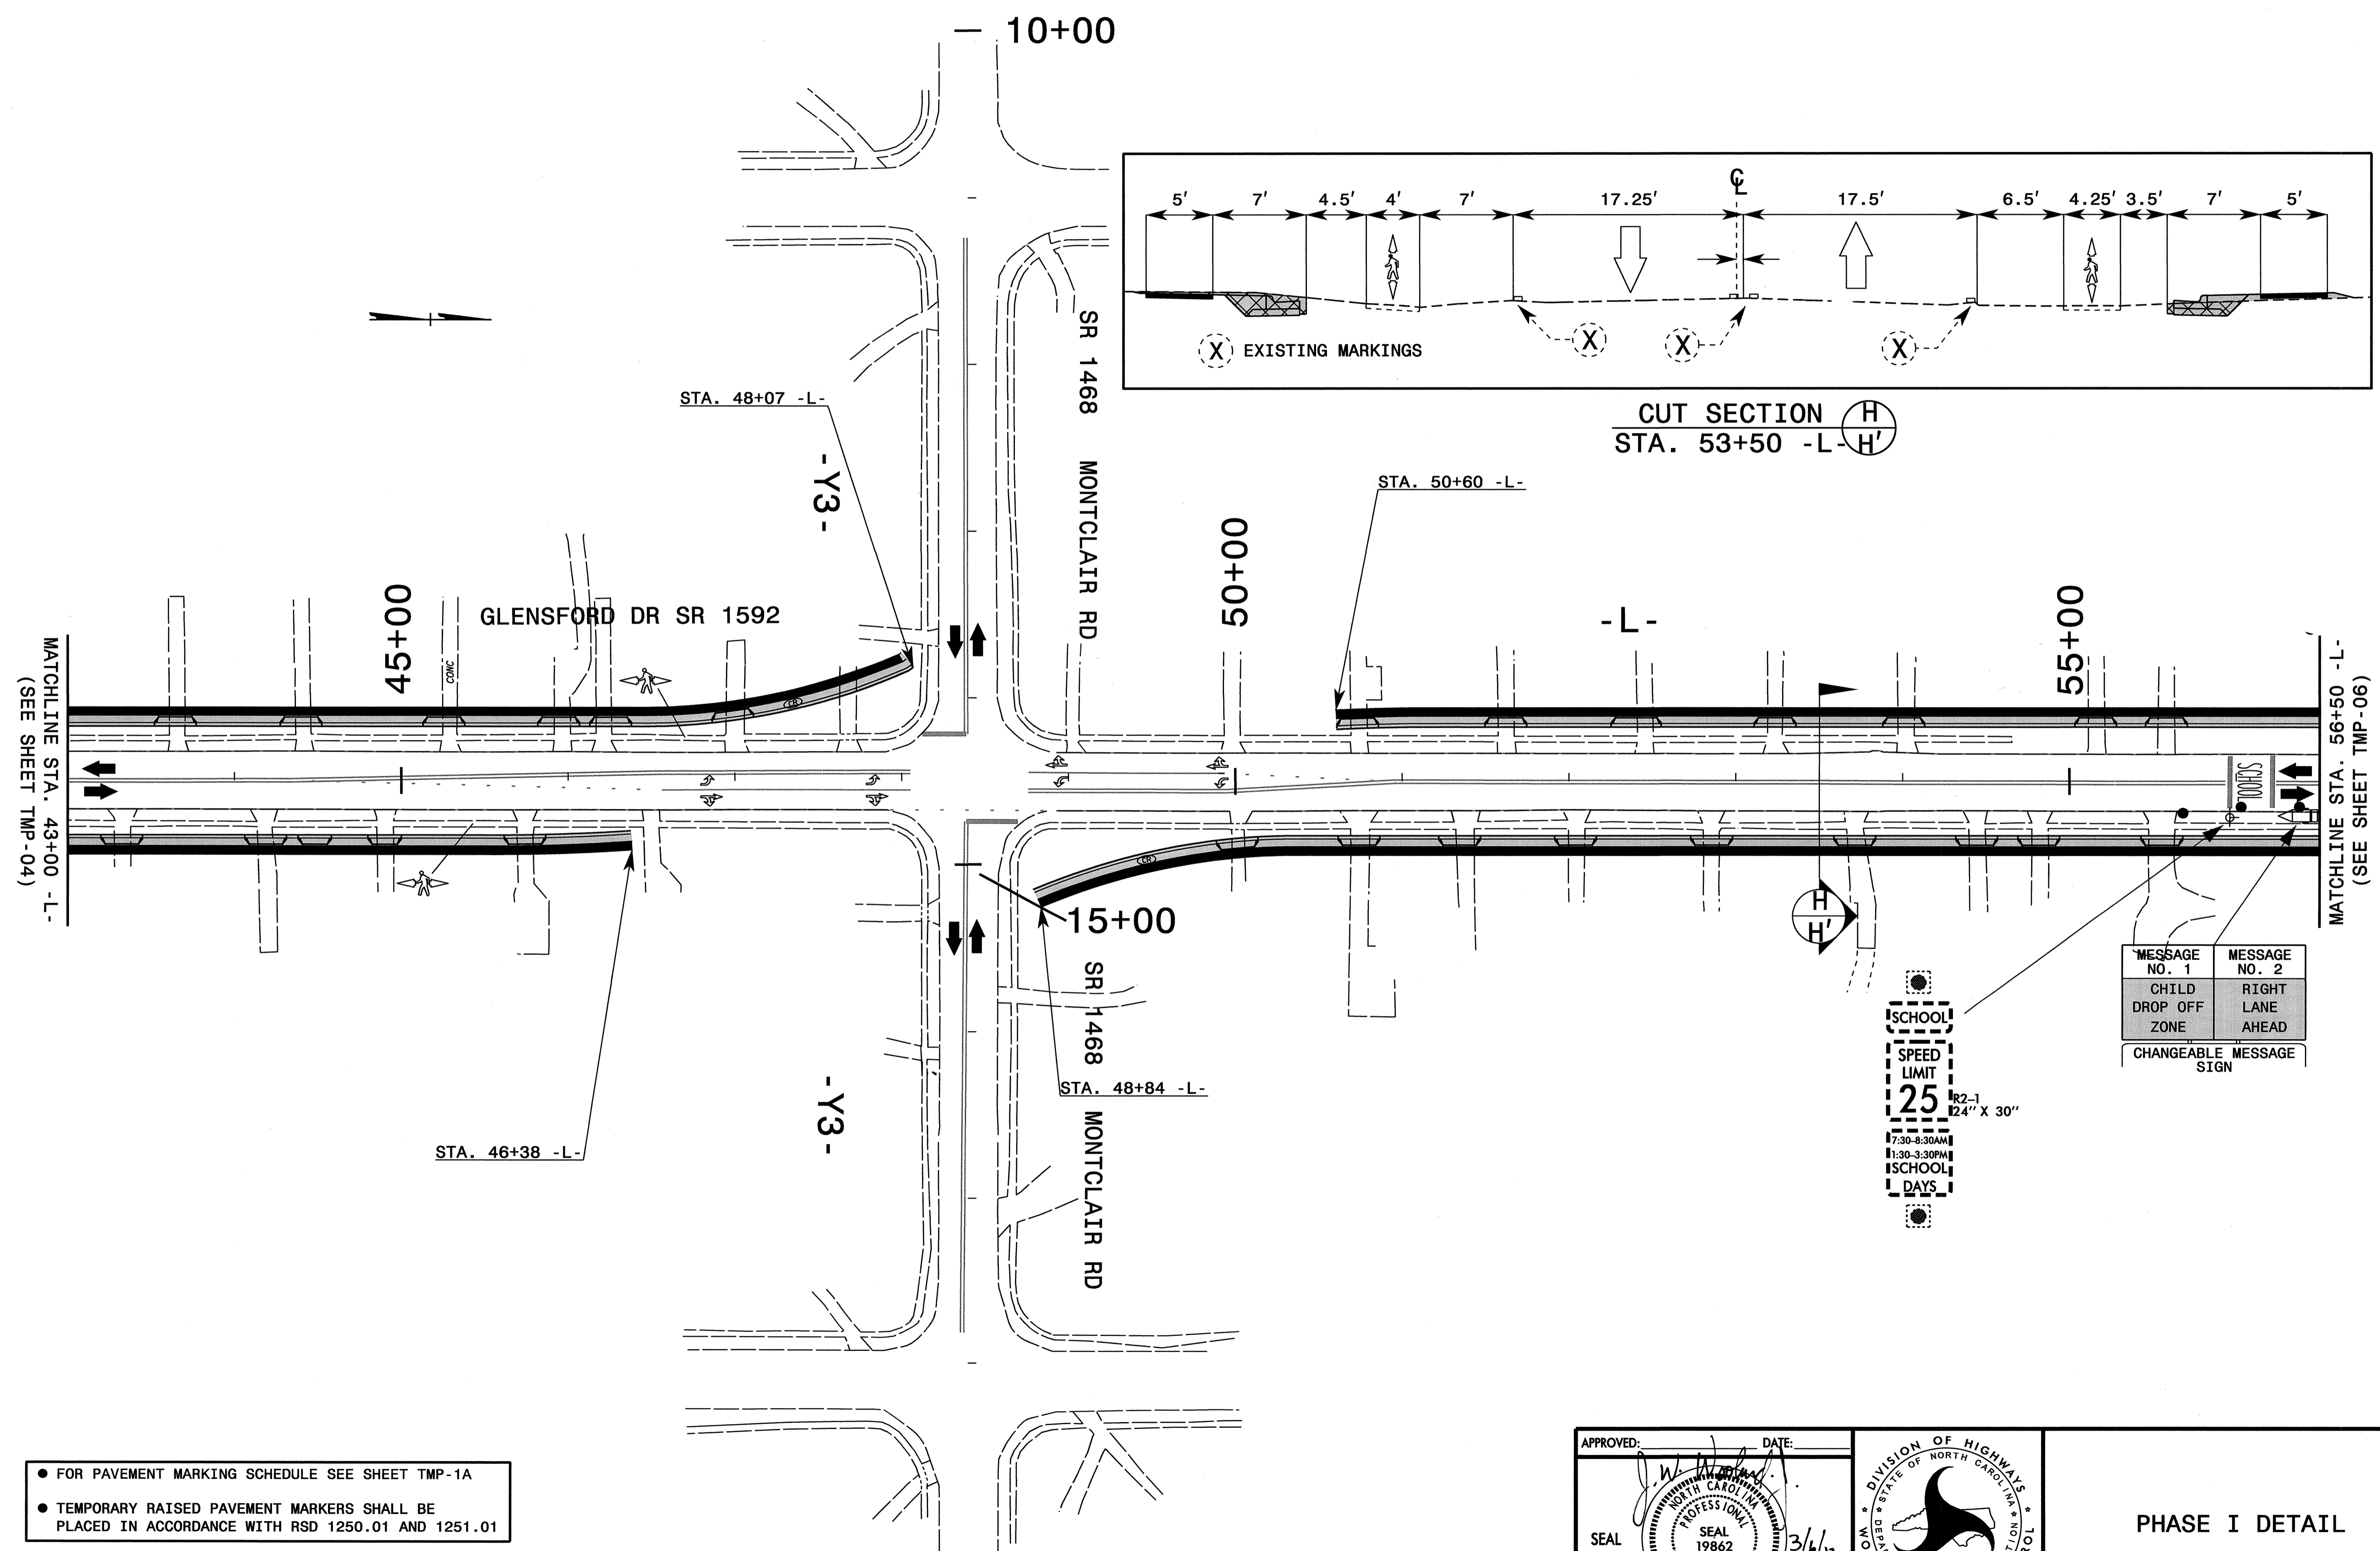 10+00
5' 7' 4.5' 4' 7' 17.25' 17.5' 6.5' 4.25' 3.5' 7' 5'
X EXISTING MARKINGS
X
X
X
CUT SECTION
STA. 53+50 -L-
H
H'
SR 1468 MONTCLAIR RD
STA. 48+07 -L-
-Y3-
STA. 50+60 -L-
GLENSFORD DR SR 1592
45+00
50+00
-L-
55+00
CONC
CR
MATCHLINE STA. 43+00 -L-
(SEE SHEET TMP-04)
MATCHLINE STA. 56+50 -L-
(SEE SHEET TMP-06)
SCHOOL
CR
15+00
H
H'
SR 1468 MONTCLAIR RD
STA. 48+84 -L-
-Y3-
STA. 46+38 -L-
MESSAGE
NO. 1
MESSAGE
NO. 2
CHILD
DROP OFF
ZONE
RIGHT
LANE
AHEAD
CHANGEABLE MESSAGE
SIGN
SCHOOL
SPEED
LIMIT
25
R2-1
24" X 30"
7:30-8:30AM
1:30-3:30PM
SCHOOL
DAYS
● FOR PAVEMENT MARKING SCHEDULE SEE SHEET TMP-1A
● TEMPORARY RAISED PAVEMENT MARKERS SHALL BE
PLACED IN ACCORDANCE WITH RSD 1250.01 AND 1251.01
APPROVED: DATE:
SEAL
NORTH CAROLINA
PROFESSIONAL
SEAL
19862
DIVISION OF HIGHWAYS
STATE OF NORTH CAROLINA
PHASE I DETAIL